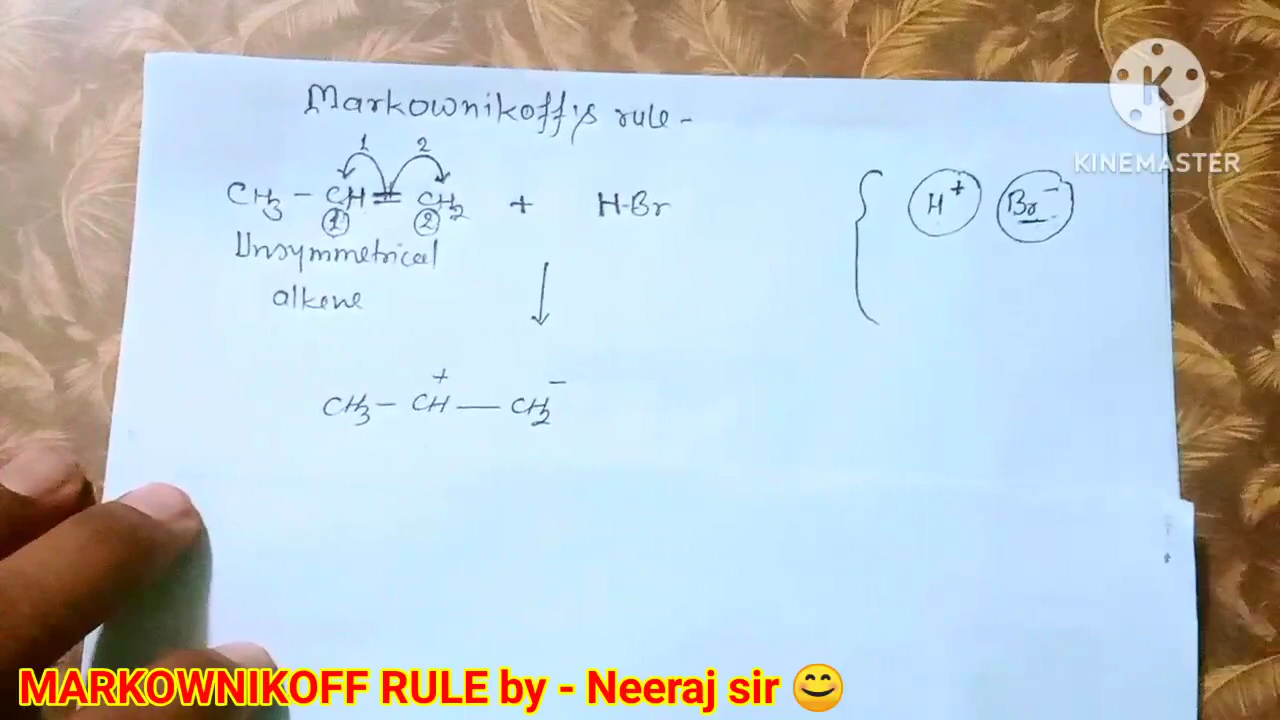 Markownikoff's rule -
1 2
CH3 - CH = CH2 + H-Br
1 2
Unsymmetrical
alkene
CH3 - CH+ — CH2-
H+ Br-
K
KINEMASTER
MARKOWNIKOFF RULE by - Neeraj sir 😊